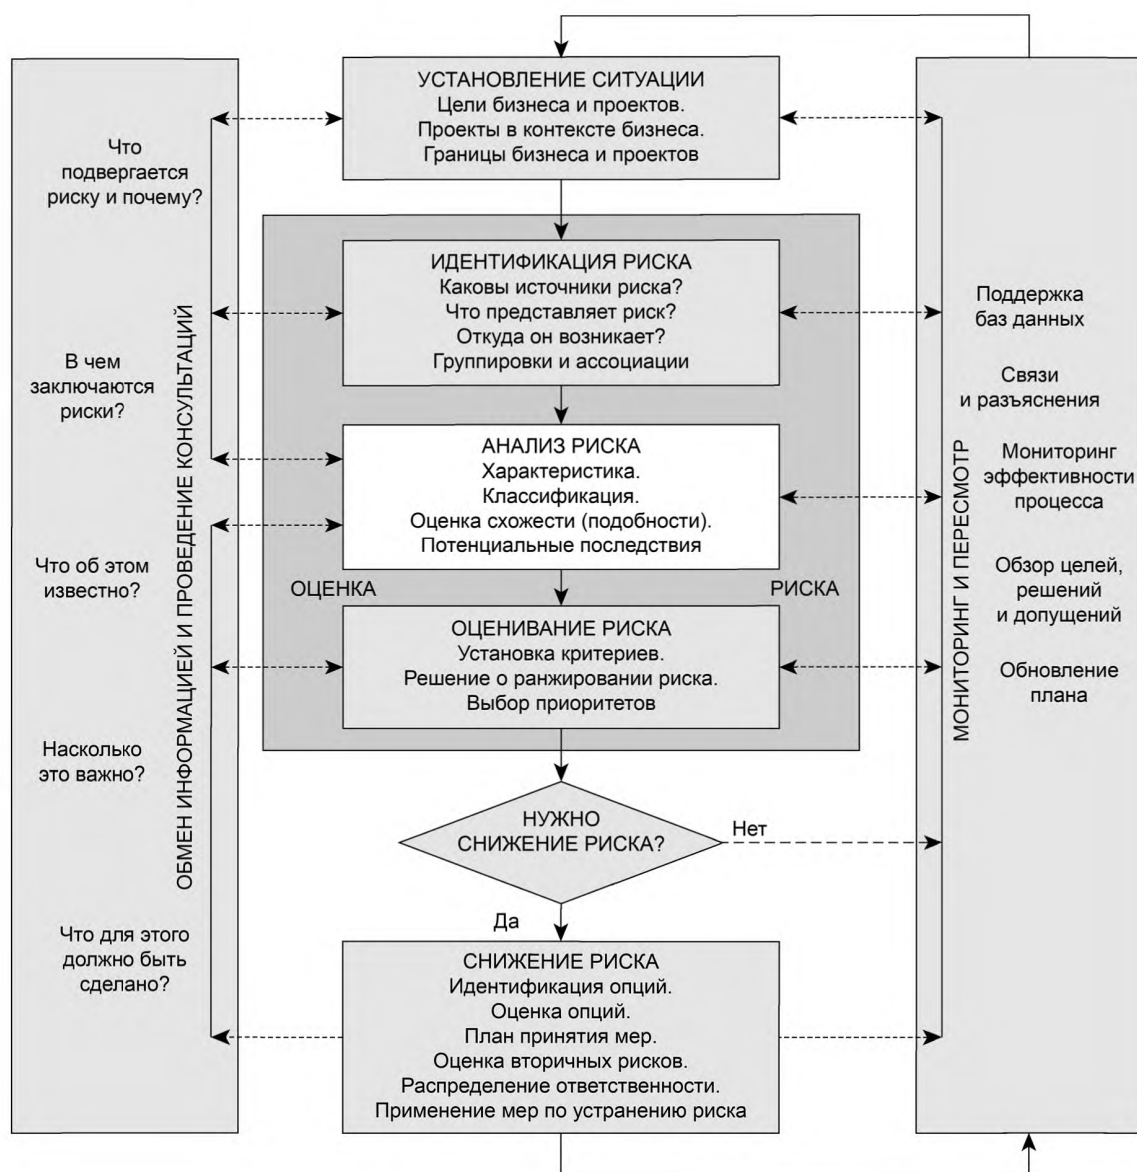 УСТАНОВЛЕНИЕ СИТУАЦИИ
Цели бизнеса и проектов.
Проекты в контексте бизнеса.
Границы бизнеса и проектов
Что
подвергается
риску и почему?
В чем
заключаются
риски?
Что об этом
известно?
Насколько
это важно?
Что для этого
должно быть
сделано?
ОБМЕН ИНФОРМАЦИЕЙ И ПРОВЕДЕНИЕ КОНСУЛЬТАЦИЙ
ИДЕНТИФИКАЦИЯ РИСКА
Каковы источники риска?
Что представляет риск?
Откуда он возникает?
Группировки и ассоциации
АНАЛИЗ РИСКА
Характеристика.
Классификация.
Оценка схожести (подобности).
Потенциальные последствия
ОЦЕНКА РИСКА
ОЦЕНИВАНИЕ РИСКА
Установка критериев.
Решение о ранжировании риска.
Выбор приоритетов
НУЖНО
СНИЖЕНИЕ РИСКА?
Нет
Да
СНИЖЕНИЕ РИСКА
Идентификация опций.
Оценка опций.
План принятия мер.
Оценка вторичных рисков.
Распределение ответственности.
Применение мер по устранению риска
МОНИТОРИНГ И ПЕРЕСМОТР
Поддержка
баз данных
Связи
и разъяснения
Мониторинг
эффективности
процесса
Обзор целей,
решений
и допущений
Обновление
плана